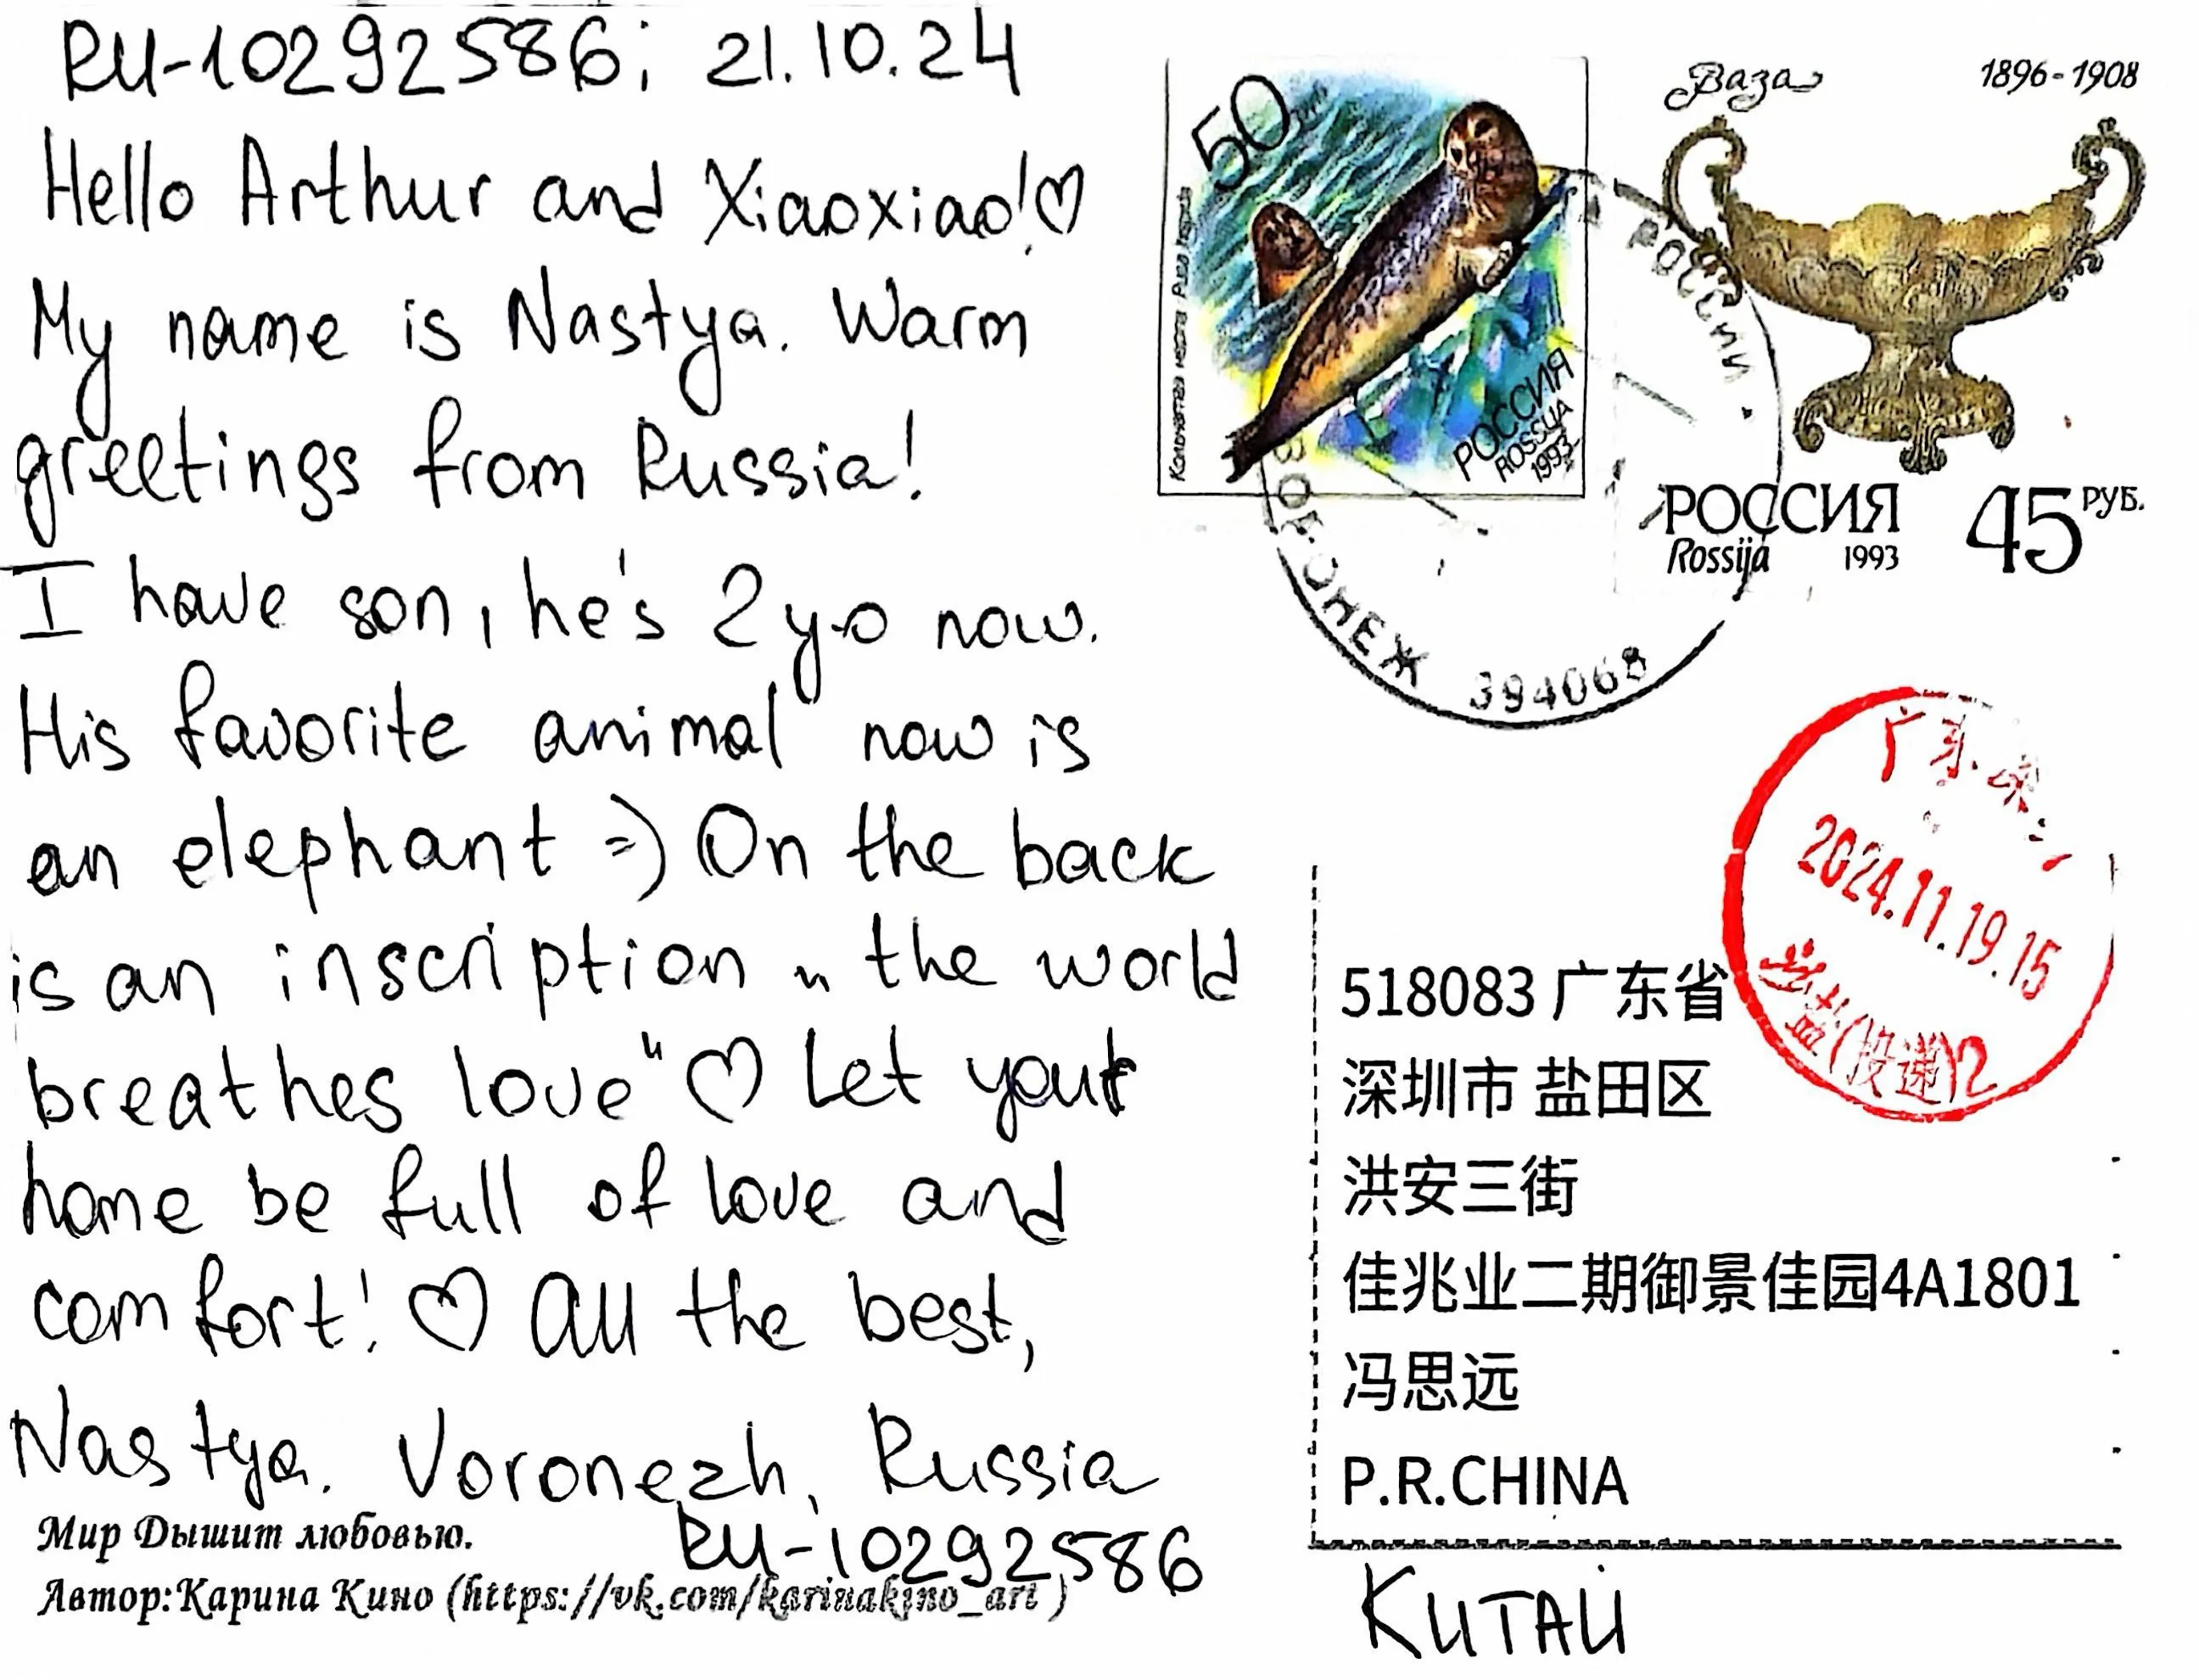 RU-10292586; 21.10.24
Hello Arthur and Xiaoxiao!♡
My name is Nastya. Warm
greetings from Russia!
I have son, he's 2 y.o now.
His favorite animal now is
an elephant =) On the back
is an inscription „the world
breathes love" ♡ Let your
home be full of love and
comfort! ♡ All the best,
Nastya. Voronezh, Russia
RU-10292586
Мир Дышит любовью.
Автор:Карина Кино (https://vk.com/karinakino_art )
50
Кольчатая нерпа Pusa hispida
РОССИЯ
ROSSIJA
1993
Ваза 1896-1908
РОССИЯ 45 РУБ.
Rossija 1993
РОССИИ
ВОРОНЕЖ 394068
广东
2024.11.19.15
盐(投递)2
518083 广东省
深圳市 盐田区
洪安三街
佳兆业二期御景佳园4A1801
冯思远
P.R.CHINA
КИТАЙ